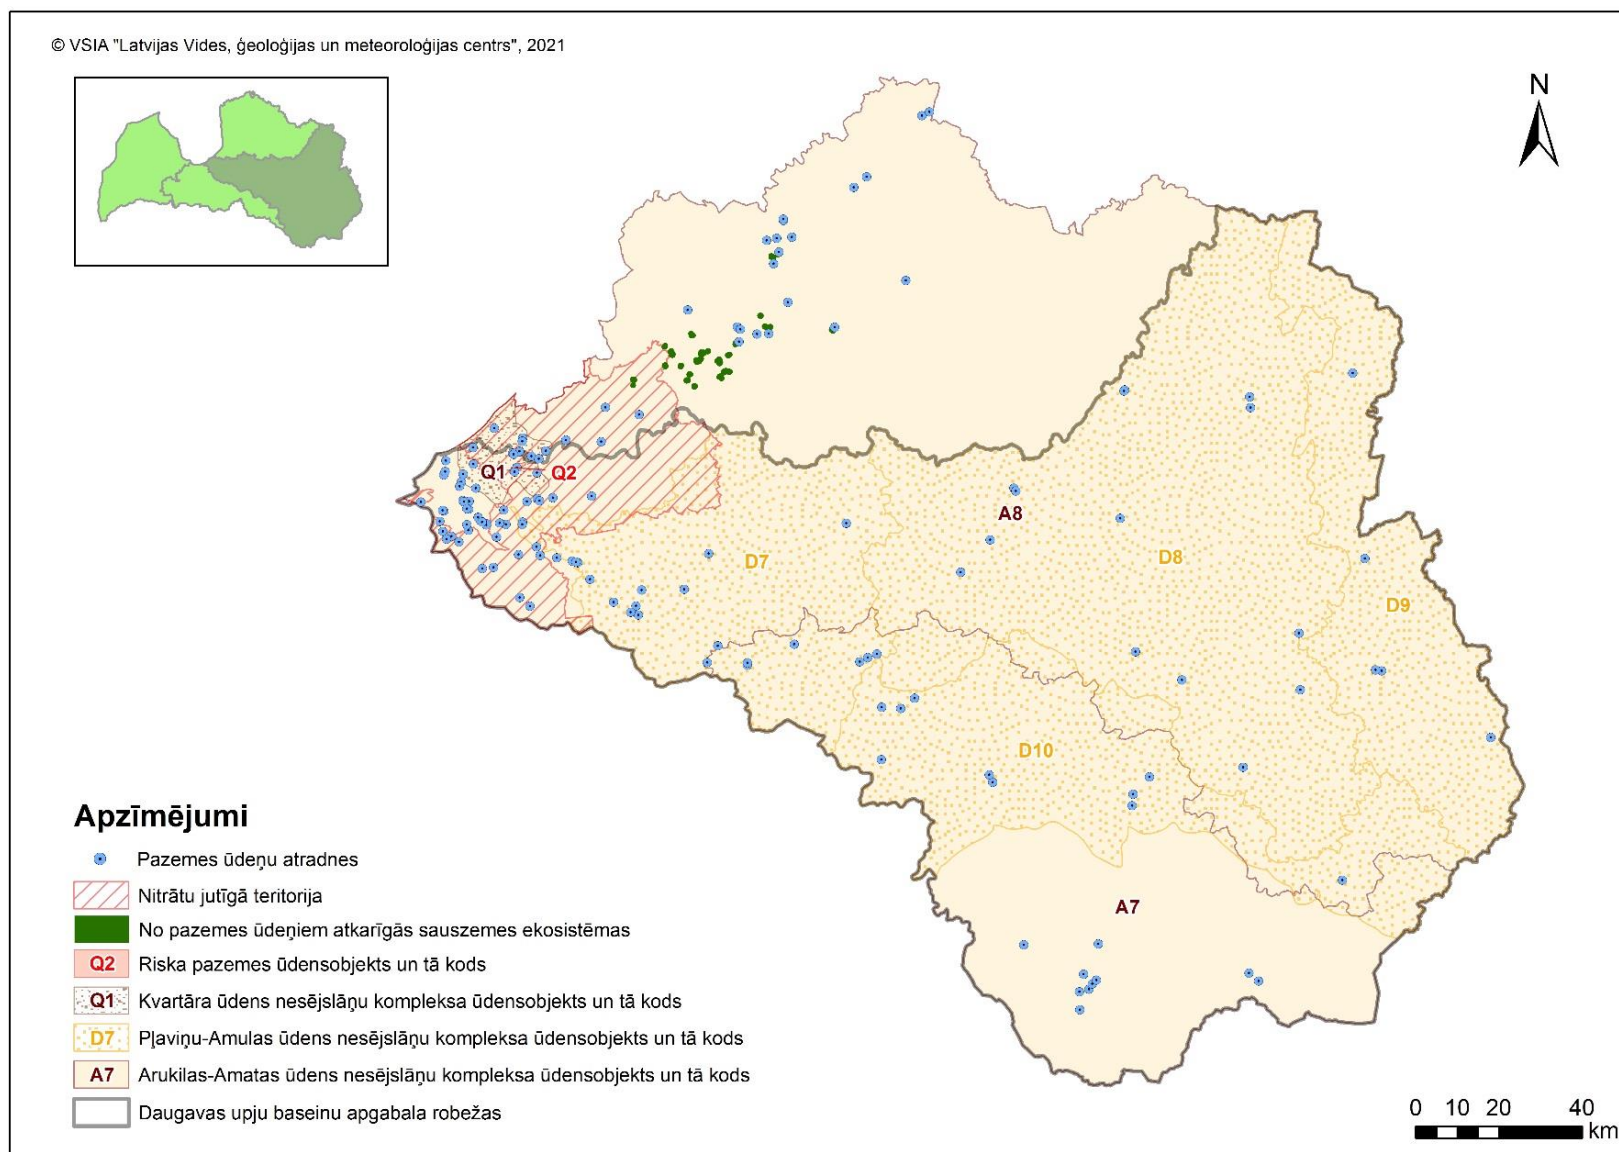 © VSIA "Latvijas Vides, ģeoloģijas un meteoroloģijas centrs", 2021
N
Q1
Q2
A8
D7
D8
D9
D10
A7
Apzīmējumi
Pazemes ūdeņu atradnes
Nitrātu jutīgā teritorija
No pazemes ūdeņiem atkarīgās sauszemes ekosistēmas
Q2 Riska pazemes ūdensobjekts un tā kods
Q1 Kvartāra ūdens nesējslāņu kompleksa ūdensobjekts un tā kods
D7 Pļaviņu-Amulas ūdens nesējslāņu kompleksa ūdensobjekts un tā kods
A7 Arukilas-Amatas ūdens nesējslāņu kompleksa ūdensobjekts un tā kods
Daugavas upju baseinu apgabala robežas
0 10 20 40
km